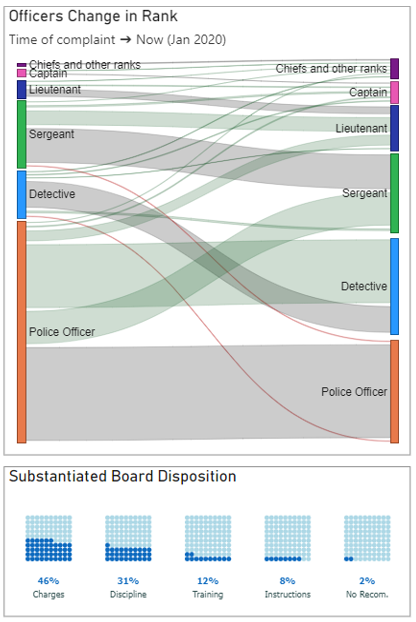 Officers Change in Rank
Time of complaint ➔ Now (Jan 2020)
Chiefs and other ranks
Captain
Lieutenant
Sergeant
Detective
Police Officer
Chiefs and other ranks
Captain
Lieutenant
Sergeant
Detective
Police Officer
Substantiated Board Disposition
46% 31% 12% 8% 2%
Charges Discipline Training Instructions No Recom.